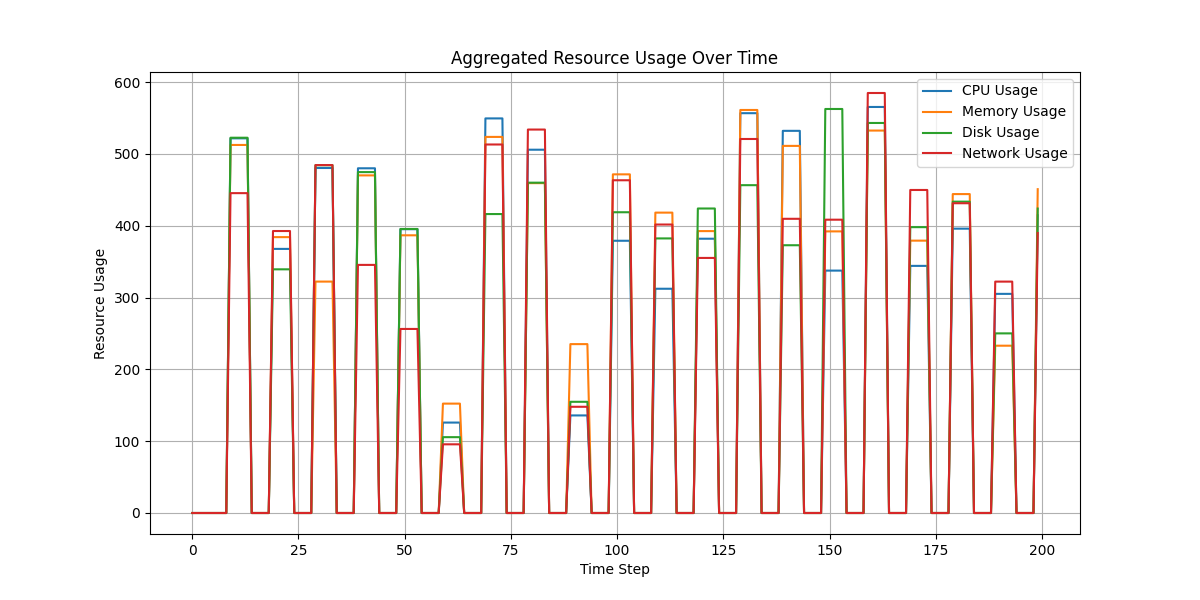 Aggregated Resource Usage Over Time
600
500
400
300
200
100
0
Resource Usage
CPU Usage
Memory Usage
Disk Usage
Network Usage
0 25 50 75 100 125 150 175 200
Time Step